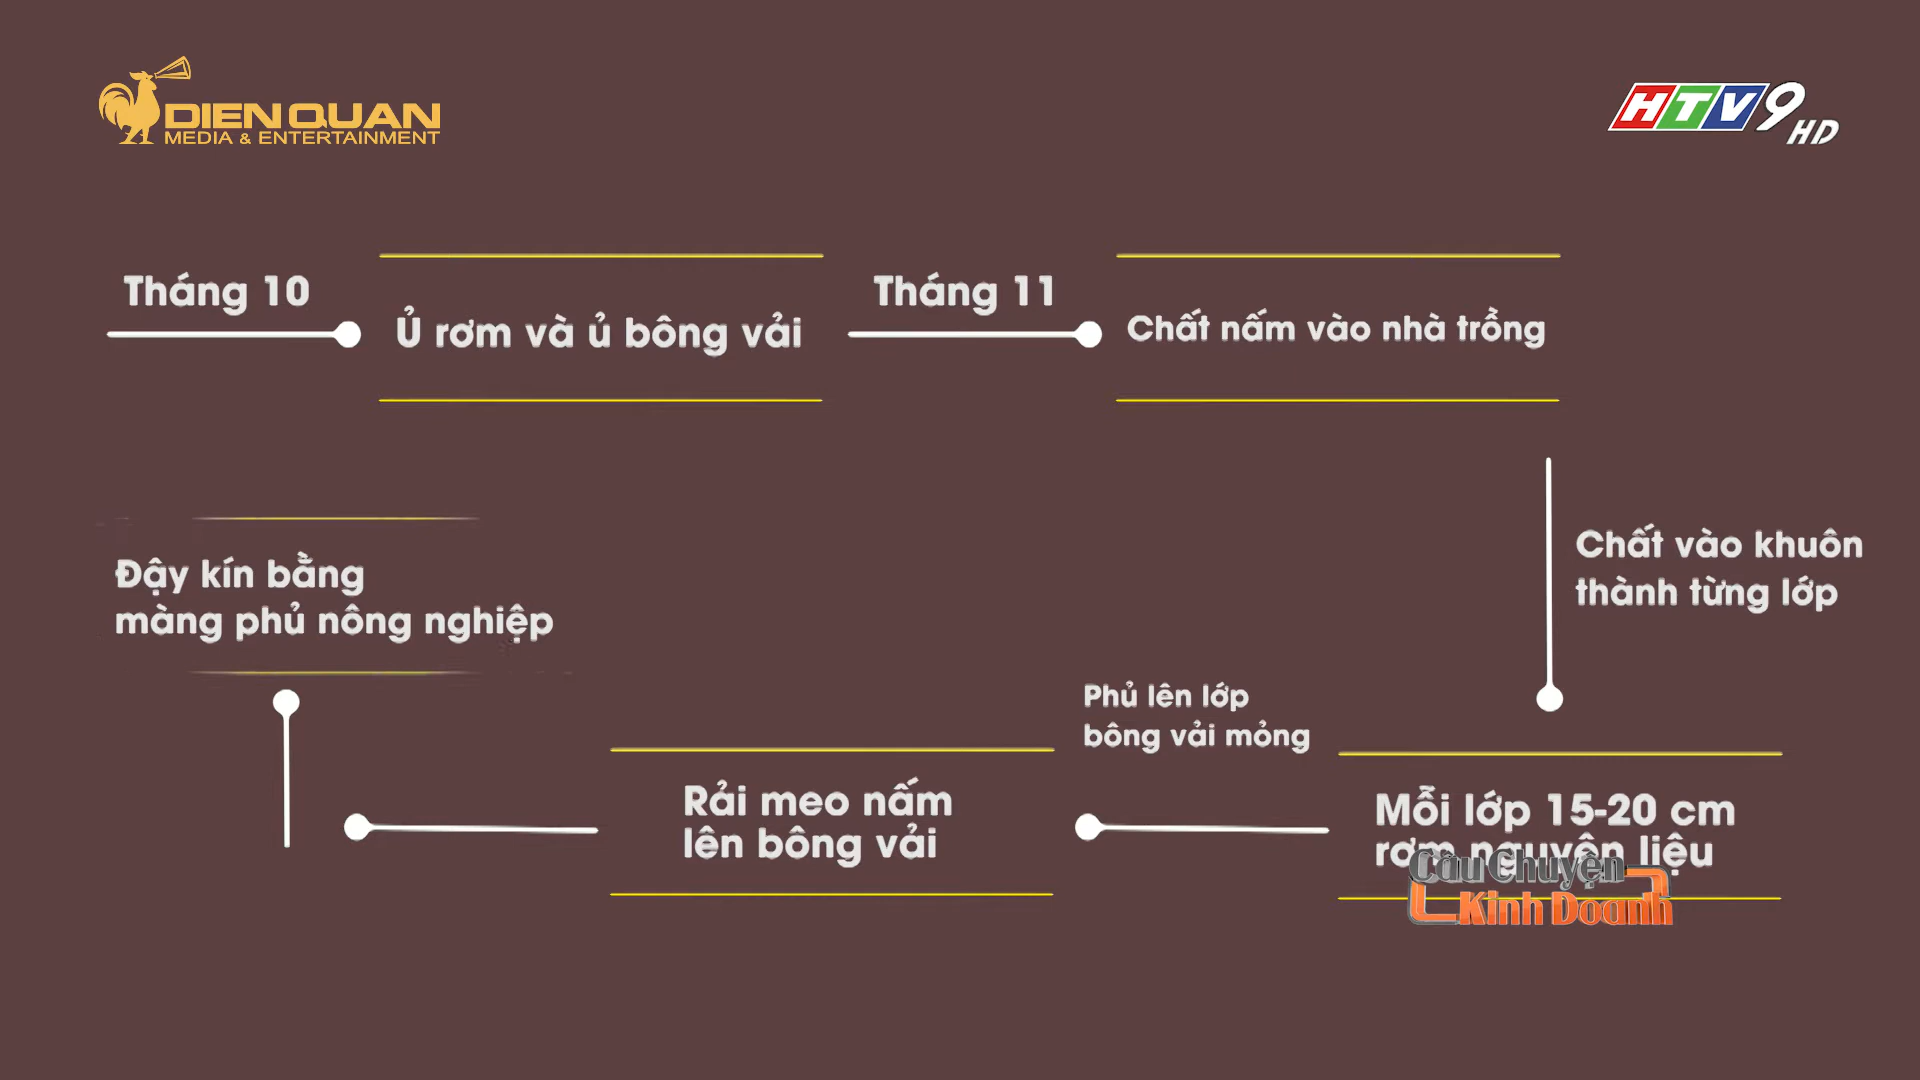 DIEN QUAN
MEDIA & ENTERTAINMENT
HTV9
HD
Tháng 10
Ủ rơm và ủ bông vải
Tháng 11
Chất nấm vào nhà trồng
Chất vào khuôn
thành từng lớp
Mỗi lớp 15-20 cm
rơm nguyên liệu
Câu Chuyện
Kinh Doanh
Phủ lên lớp
bông vải mỏng
Rải meo nấm
lên bông vải
Đậy kín bằng
màng phủ nông nghiệp